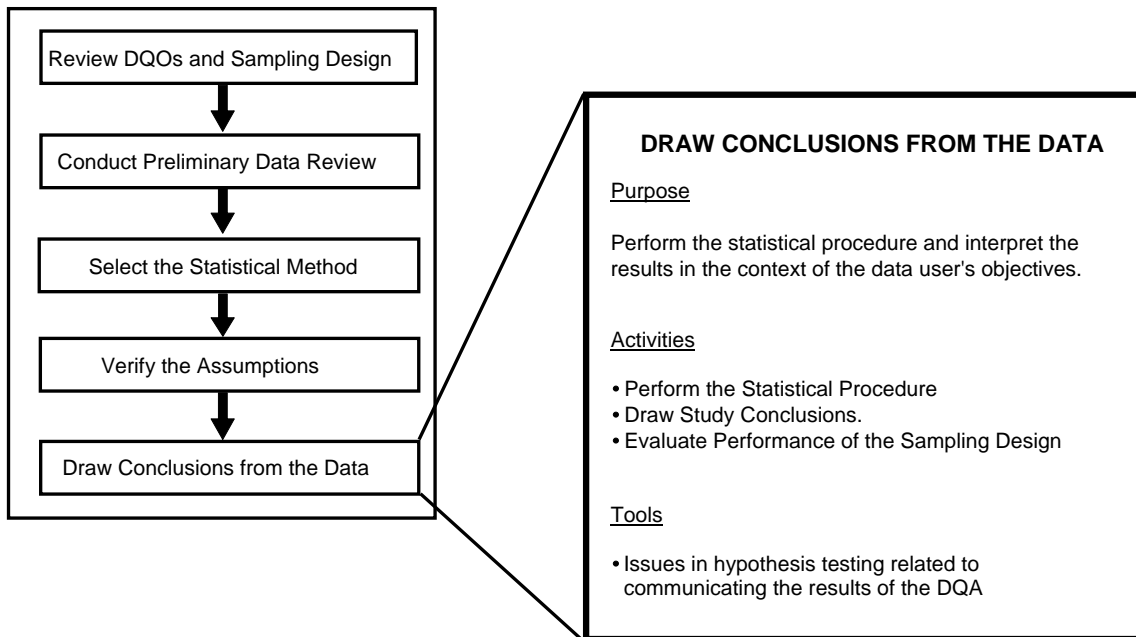 Review DQOs and Sampling Design
Conduct Preliminary Data Review
Select the Statistical Method
Verify the Assumptions
Draw Conclusions from the Data
DRAW CONCLUSIONS FROM THE DATA
Purpose
Perform the statistical procedure and interpret the
results in the context of the data user's objectives.
Activities
• Perform the Statistical Procedure
• Draw Study Conclusions.
• Evaluate Performance of the Sampling Design
Tools
• Issues in hypothesis testing related to
communicating the results of the DQA